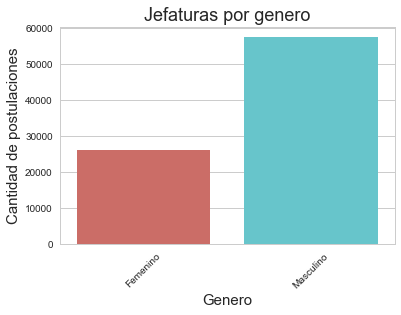 Jefaturas por genero
Cantidad de postulaciones
60000
50000
40000
30000
20000
10000
0
Femenino
Masculino
Genero